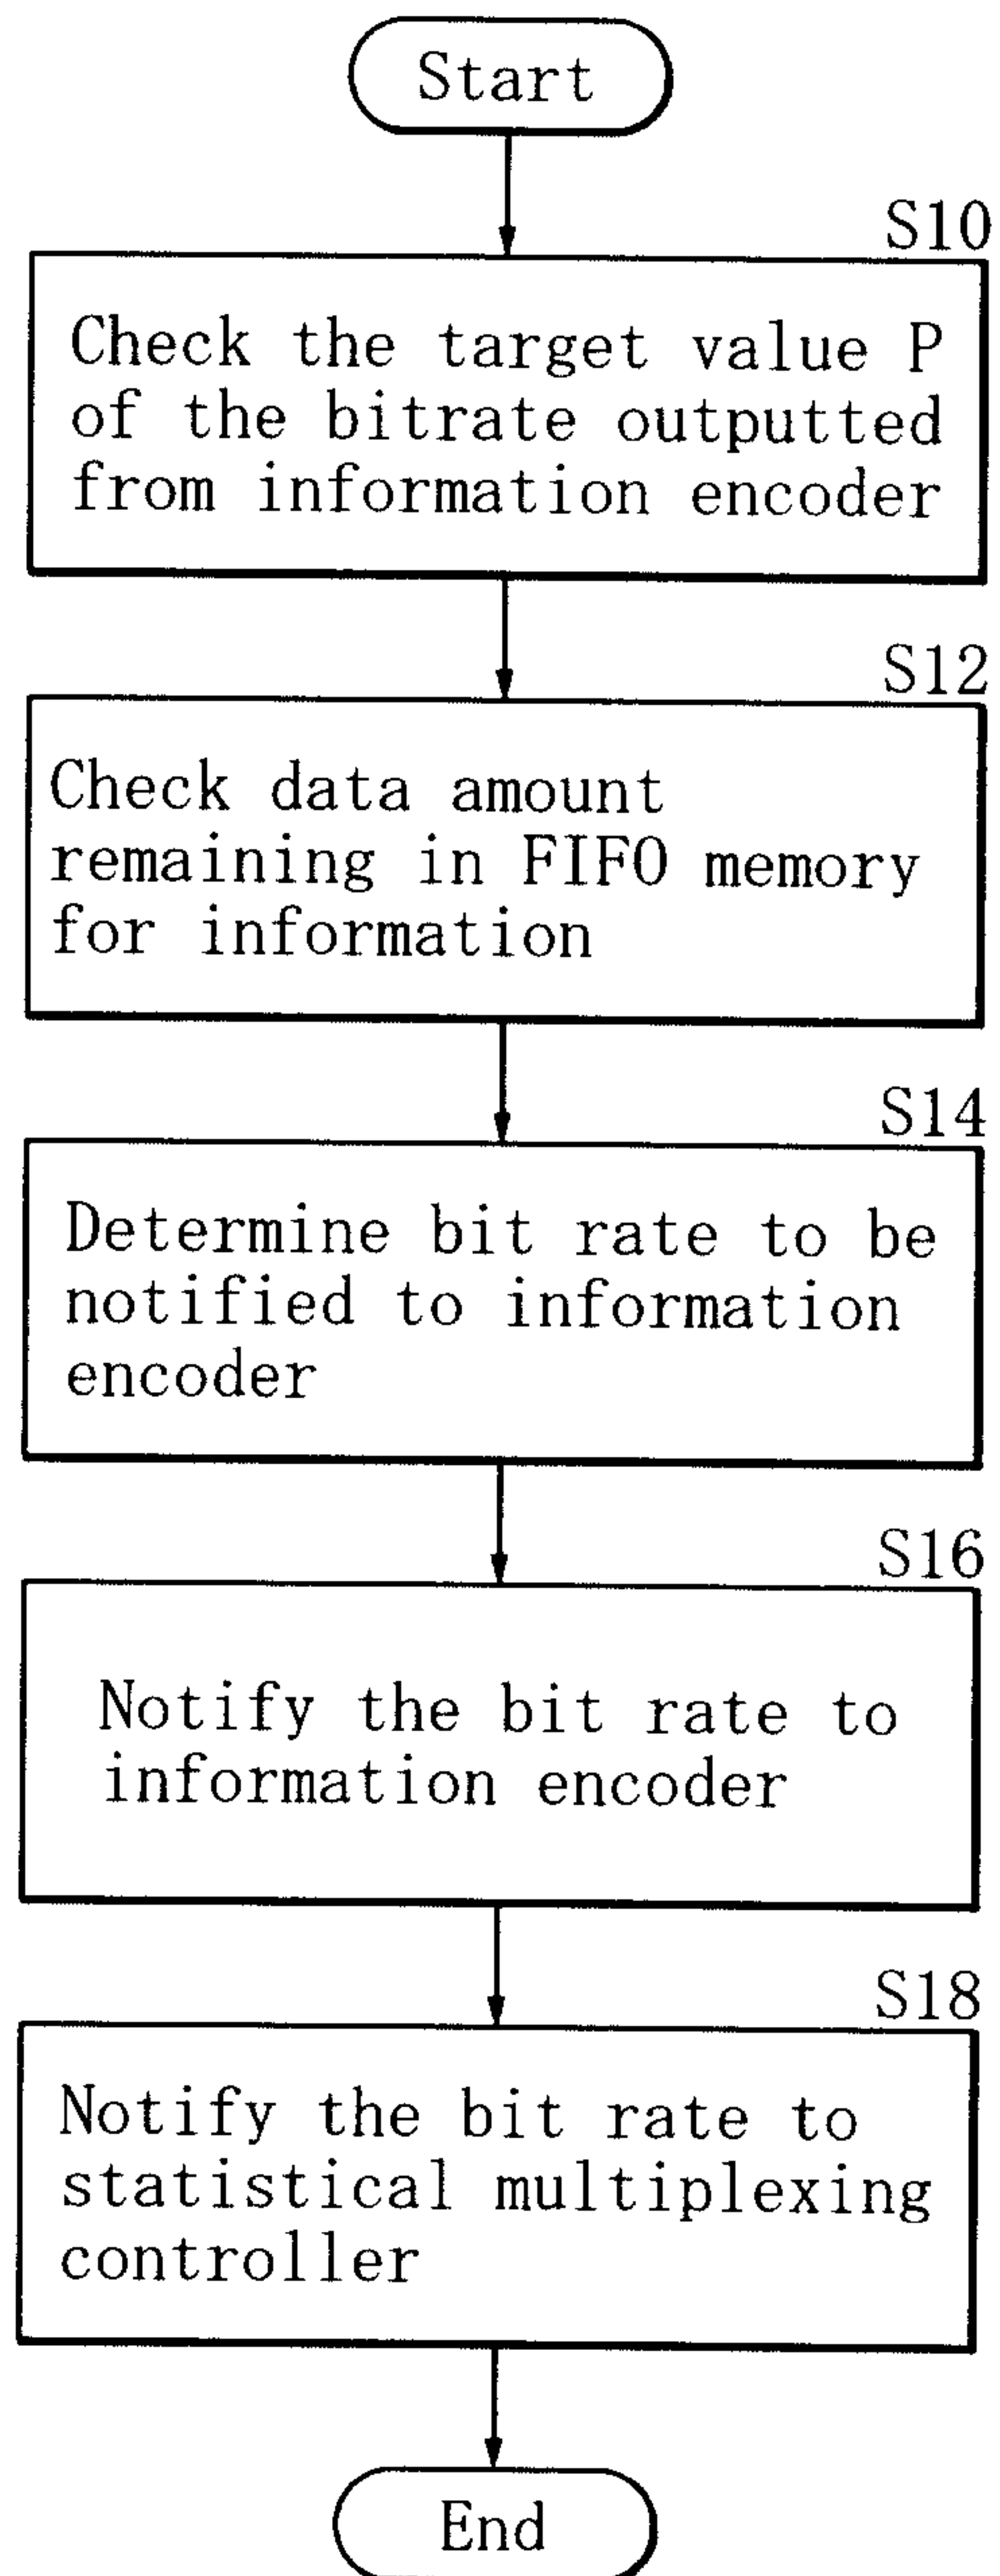 Start
S10
Check the target value P
of the bitrate outputted
from information encoder
S12
Check data amount
remaining in FIFO memory
for information
S14
Determine bit rate to be
notified to information
encoder
S16
Notify the bit rate to
information encoder
S18
Notify the bit rate to
statistical multiplexing
controller
End